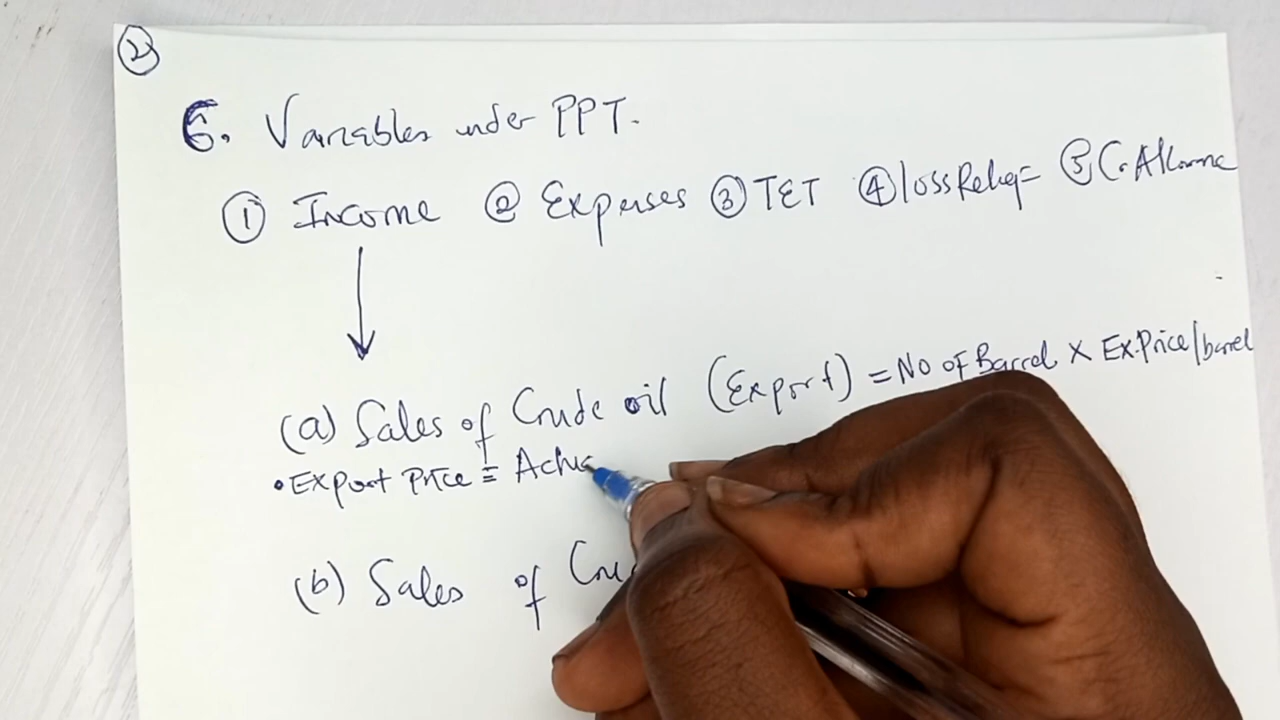 2
6. Variables under PPT.
① Income ② Expenses ③ TET ④ loss Relief ⑤ C. Allowance
(a) Sales of Crude oil (Export) = No of Barrel X Ex.Price/barrel
• Export Price = Actu
(b) Sales of Cru